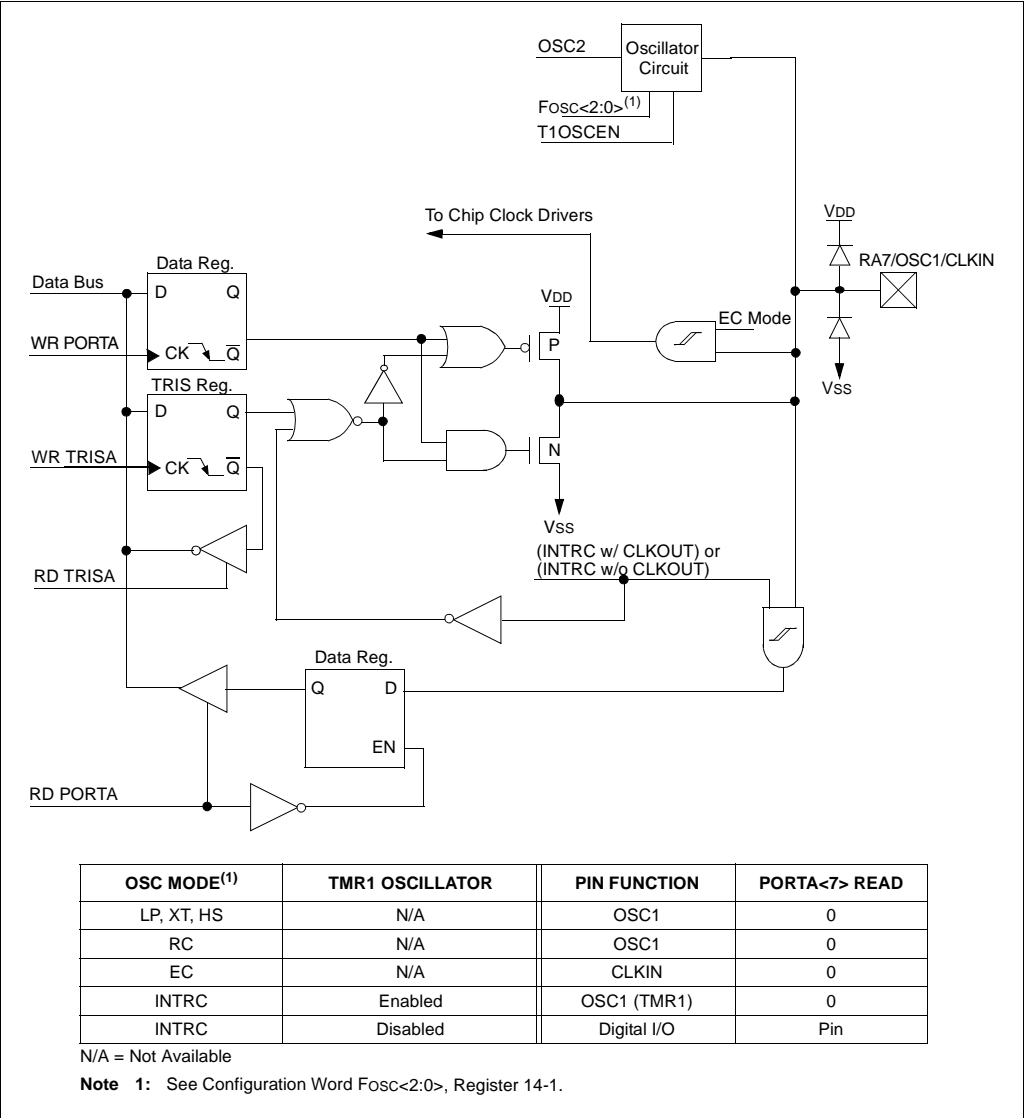 OSC2
Oscillator
Circuit
FOSC<2:0>(1)
T1OSCEN
To Chip Clock Drivers
VDD
RA7/OSC1/CLKIN
Data Reg.
Data Bus
D
Q
VDD
EC Mode
WR PORTA
CK
Q
P
VSS
TRIS Reg.
D
Q
N
WR TRISA
CK
Q
VSS
(INTRC w/ CLKOUT) or
(INTRC w/o CLKOUT)
RD TRISA
Data Reg.
Q
D
EN
RD PORTA
OSC MODE(1) TMR1 OSCILLATOR PIN FUNCTION PORTA<7> READ
LP, XT, HS N/A OSC1 0
RC N/A OSC1 0
EC N/A CLKIN 0
INTRC Enabled OSC1 (TMR1) 0
INTRC Disabled Digital I/O Pin
N/A = Not Available
Note 1: See Configuration Word FOSC<2:0>, Register 14-1.